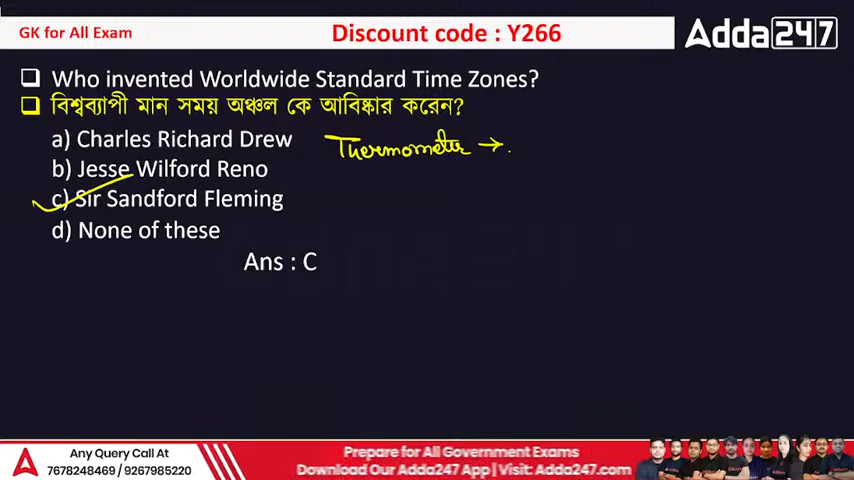 GK for All Exam
Discount code : Y266
Adda247
Who invented Worldwide Standard Time Zones?
বিশ্বব্যাপী মান সময় অঞ্চল কে আবিষ্কার করেন?
a) Charles Richard Drew
Thermometer →
b) Jesse Wilford Reno
c) Sir Sandford Fleming
d) None of these
Ans : C
Any Query Call At
7678248469 / 9267985220
Prepare for All Government Exams
Download Our Adda247 App | Visit: Adda247.com